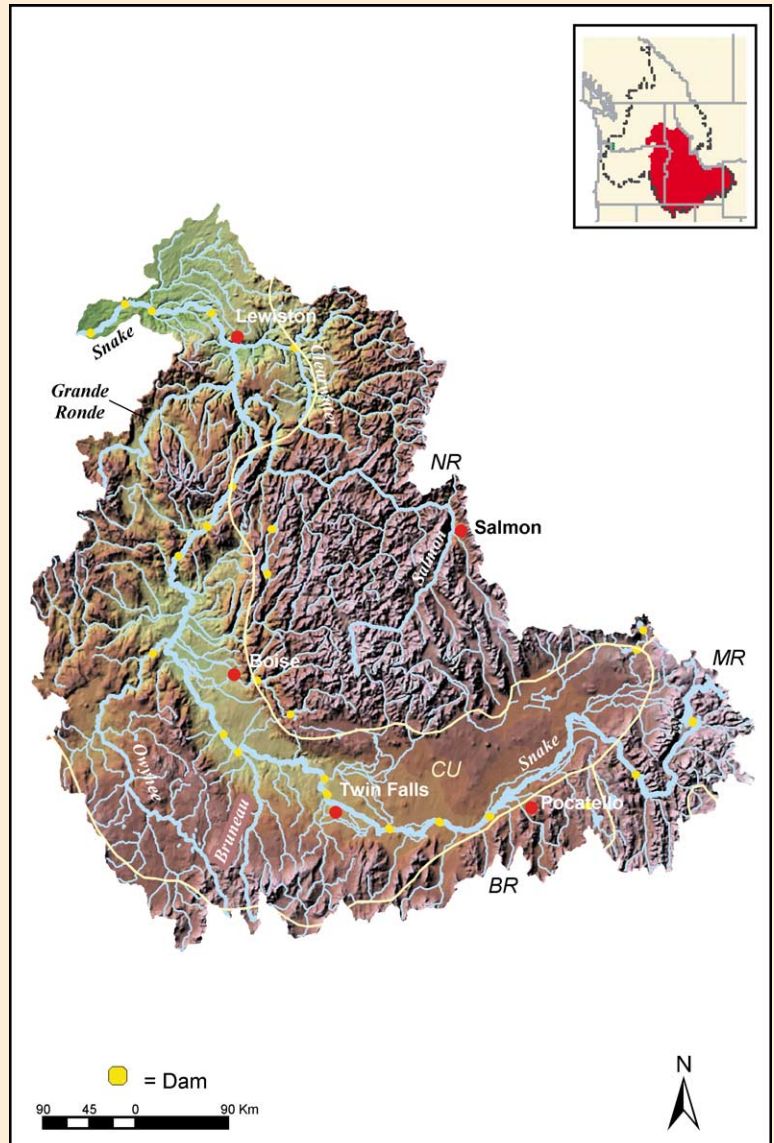 Lewiston
Snake
Clearwater
Grande
Ronde
NR
Salmon
Salmon
Boise
MR
Snake
CU
Owyhee
Twin Falls
Pocatello
Bruneau
BR
= Dam
N
90 45 0 90 Km